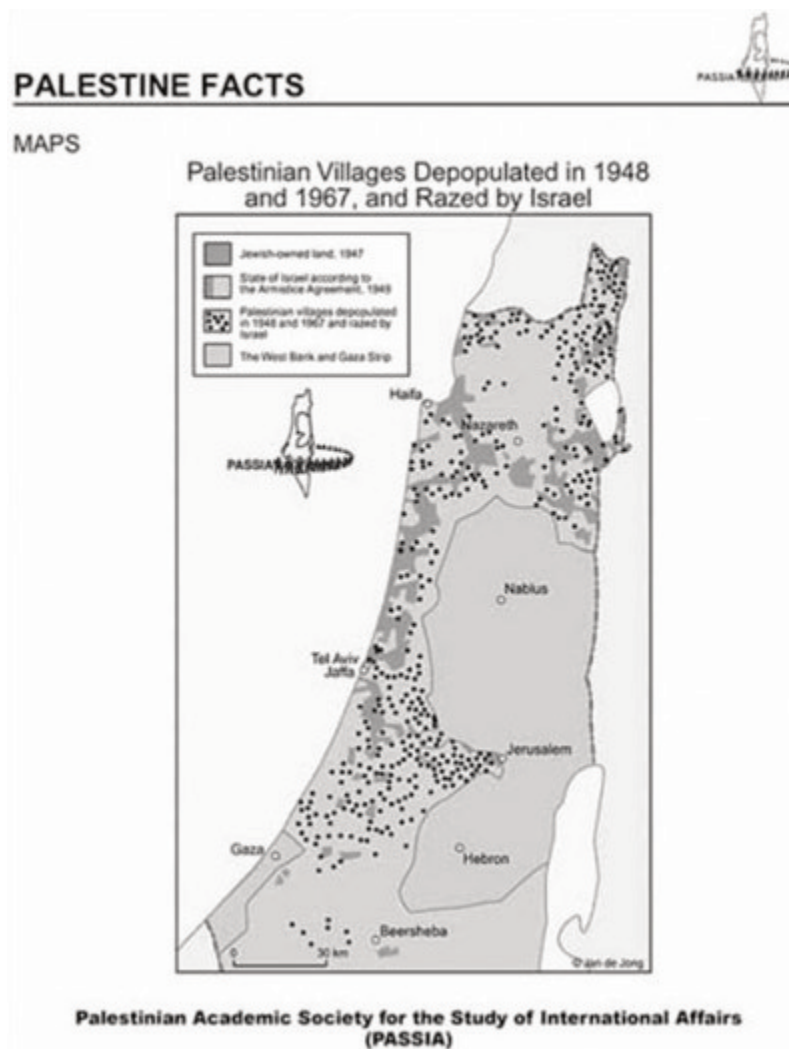 PASSIA
PALESTINE FACTS
MAPS
Palestinian Villages Depopulated in 1948
and 1967, and Razed by Israel
Jewish-owned land, 1947
State of Israel according to
the Armistice Agreement, 1949
Palestinian villages depopulated
in 1948 and 1967 and razed by
Israel
The West Bank and Gaza Strip
Haifa
Nazareth
PASSIA
Nablus
Tel Aviv
Jaffa
Jerusalem
Gaza
Hebron
Beersheba
0 30 km
© Jan de Jong
Palestinian Academic Society for the Study of International Affairs
(PASSIA)